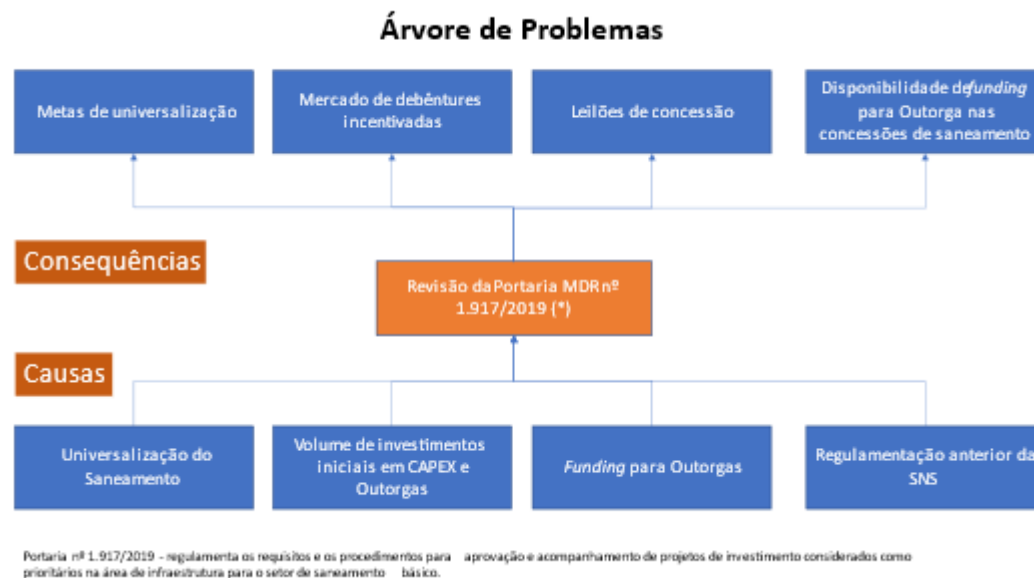 Árvore de Problemas
Metas de universalização
Mercado de debêntures
incentivadas
Leilões de concessão
Disponibilidade de funding
para Outorga nas
concessões de saneamento
Consequências
Revisão da Portaria MDR nº
1.917/2019 (*)
Causas
Universalização do
Saneamento
Volume de investimentos
iniciais em CAPEX e
Outorgas
Funding para Outorgas
Regulamentação anterior da
SNS
Portaria nº 1.917/2019 - regulamenta os requisitos e os procedimentos para aprovação e acompanhamento de projetos de investimento considerados como
prioritários na área de infraestrutura para o setor de saneamento básico.